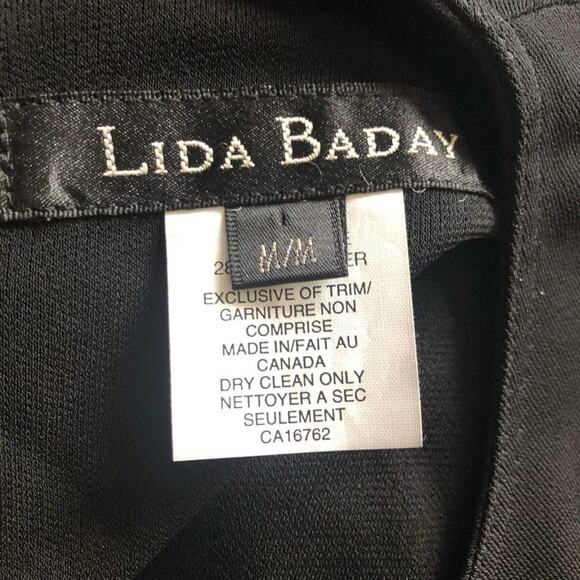 LIDA BADAY
M/M
28
EXCLUSIVE OF TRIM/
GARNITURE NON
COMPRISE
MADE IN/FAIT AU
CANADA
DRY CLEAN ONLY
NETTOYER A SEC
SEULEMENT
CA16762